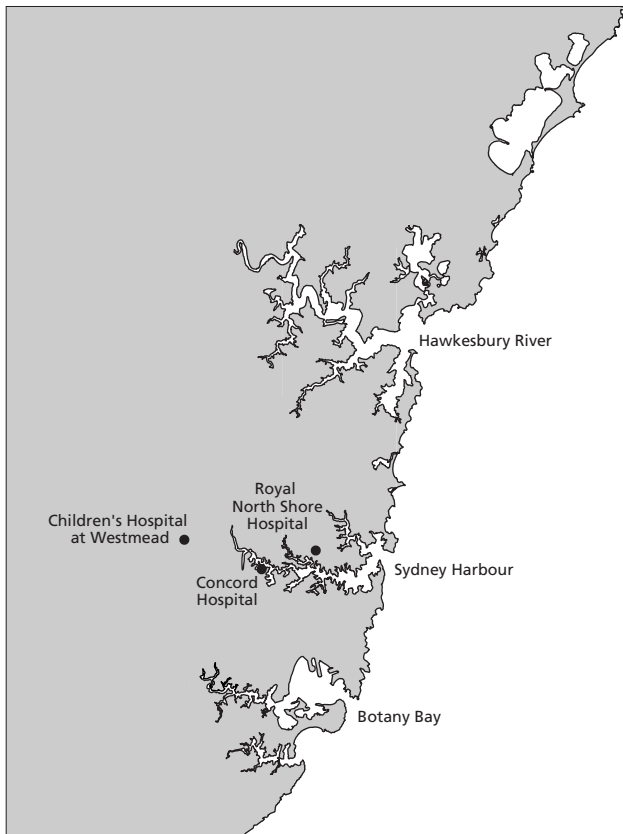 Hawkesbury River
Royal
North Shore
Hospital
Children's Hospital
at Westmead
Sydney Harbour
Concord
Hospital
Botany Bay